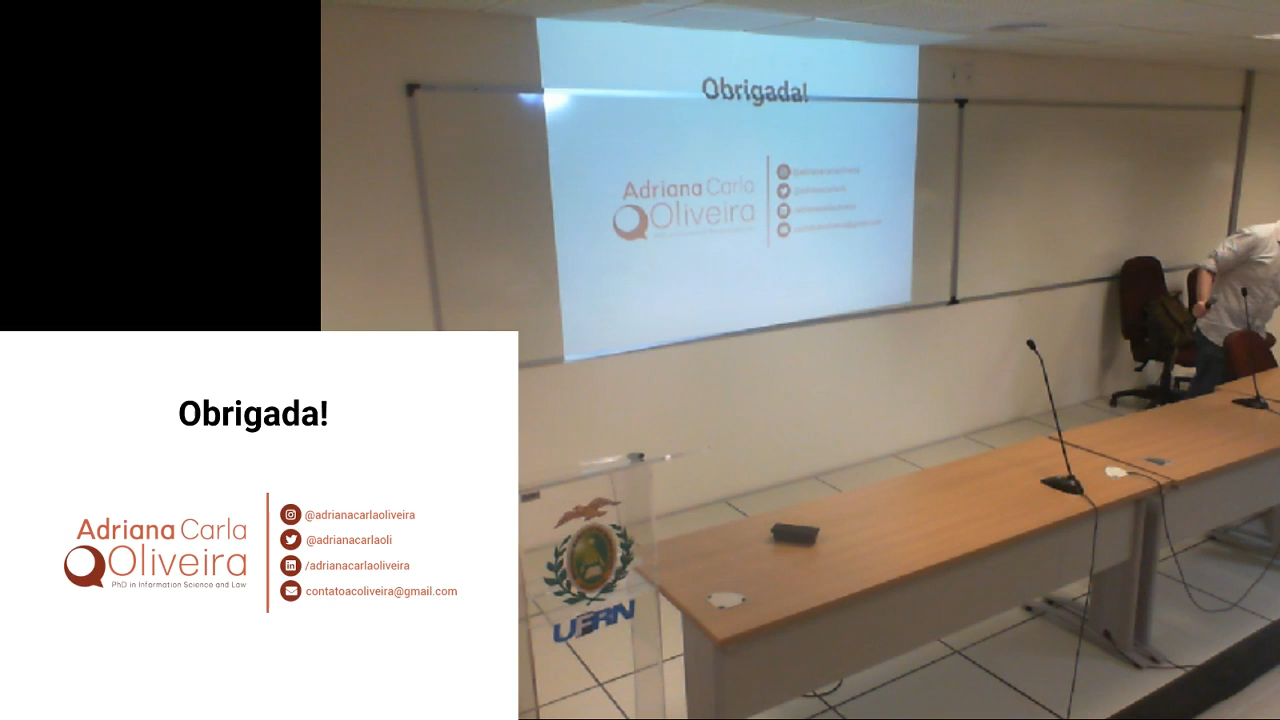 Obrigada!
Adriana Carla
Oliveira
Obrigada!
Adriana Carla
Oliveira
PhD in Information Science and Law
@adrianacarlaoliveira
@adrianacarlaoli
/adrianacarlaoliveira
contatoacoliveira@gmail.com
UERN